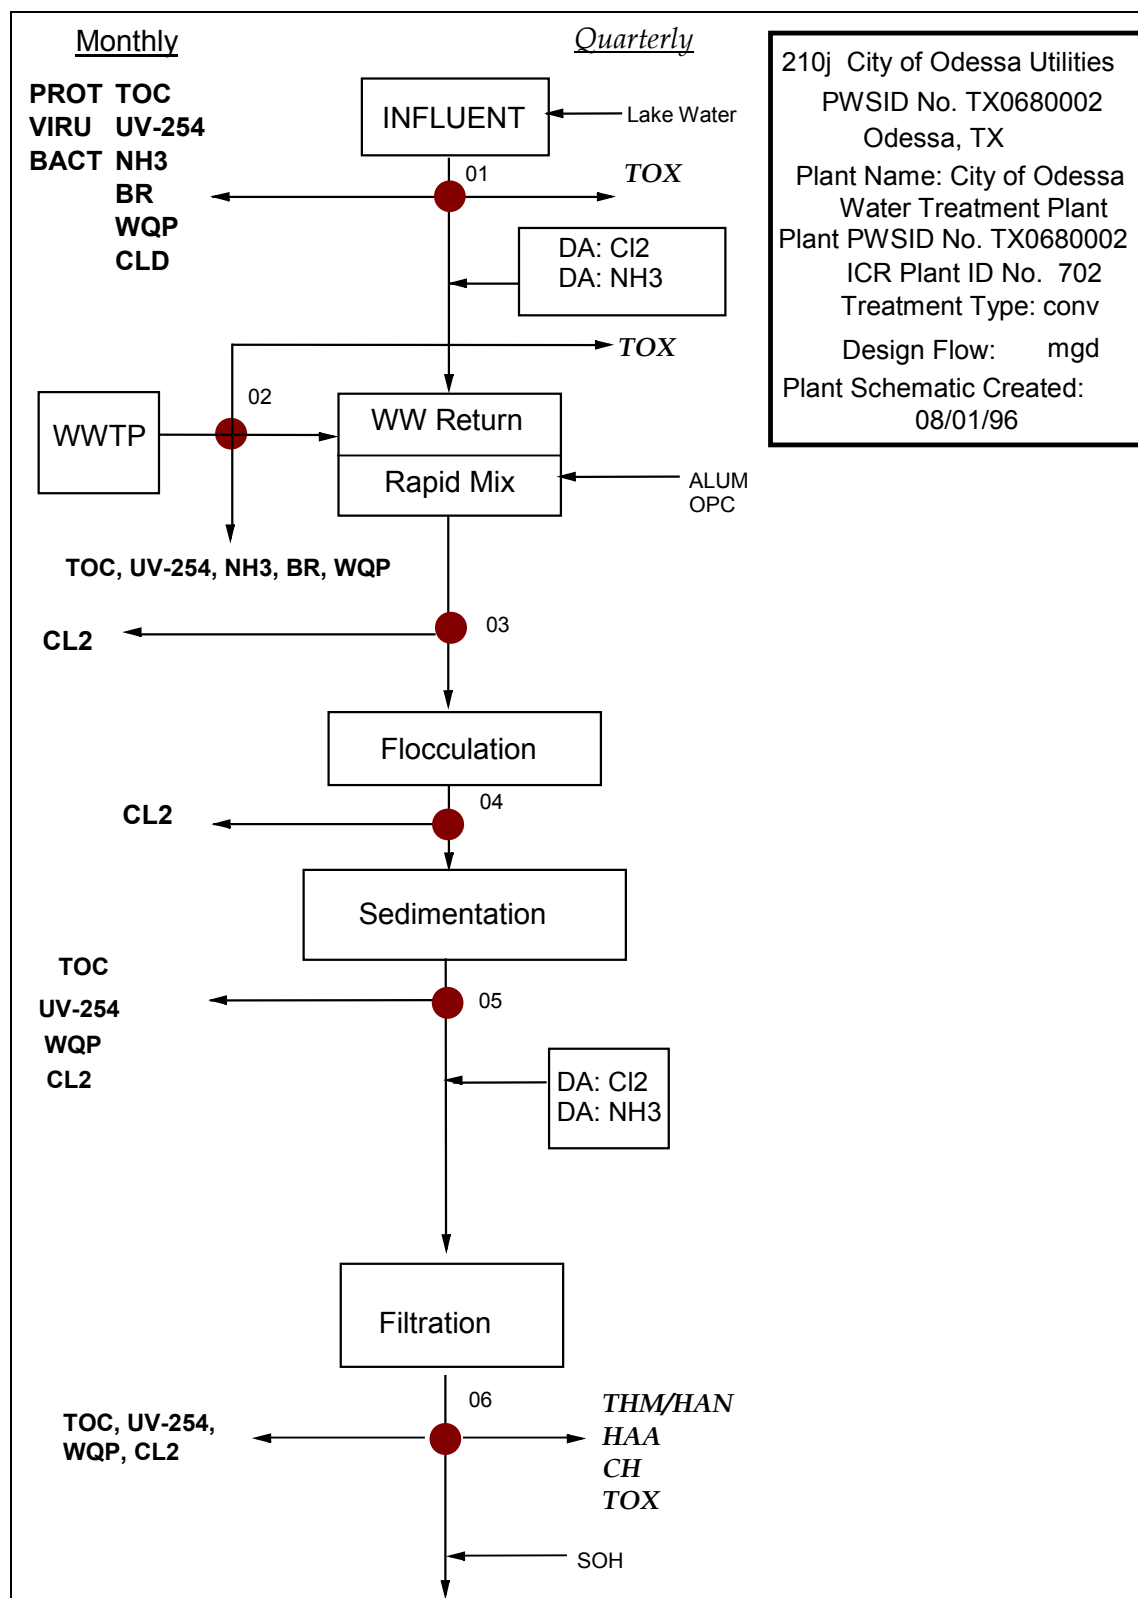 Monthly
Quarterly
PROT TOC
VIRU UV-254
BACT NH3
BR
WQP
CLD
INFLUENT
Lake Water
01
TOX
DA: Cl2
DA: NH3
210j City of Odessa Utilities
PWSID No. TX0680002
Odessa, TX
Plant Name: City of Odessa
Water Treatment Plant
Plant PWSID No. TX0680002
ICR Plant ID No. 702
Treatment Type: conv
Design Flow: mgd
Plant Schematic Created:
08/01/96
TOX
02
WWTP
WW Return
Rapid Mix
ALUM
OPC
TOC, UV-254, NH3, BR, WQP
03
CL2
Flocculation
04
CL2
Sedimentation
TOC
UV-254
WQP
CL2
05
DA: Cl2
DA: NH3
Filtration
06
TOC, UV-254,
WQP, CL2
THM/HAN
HAA
CH
TOX
SOH